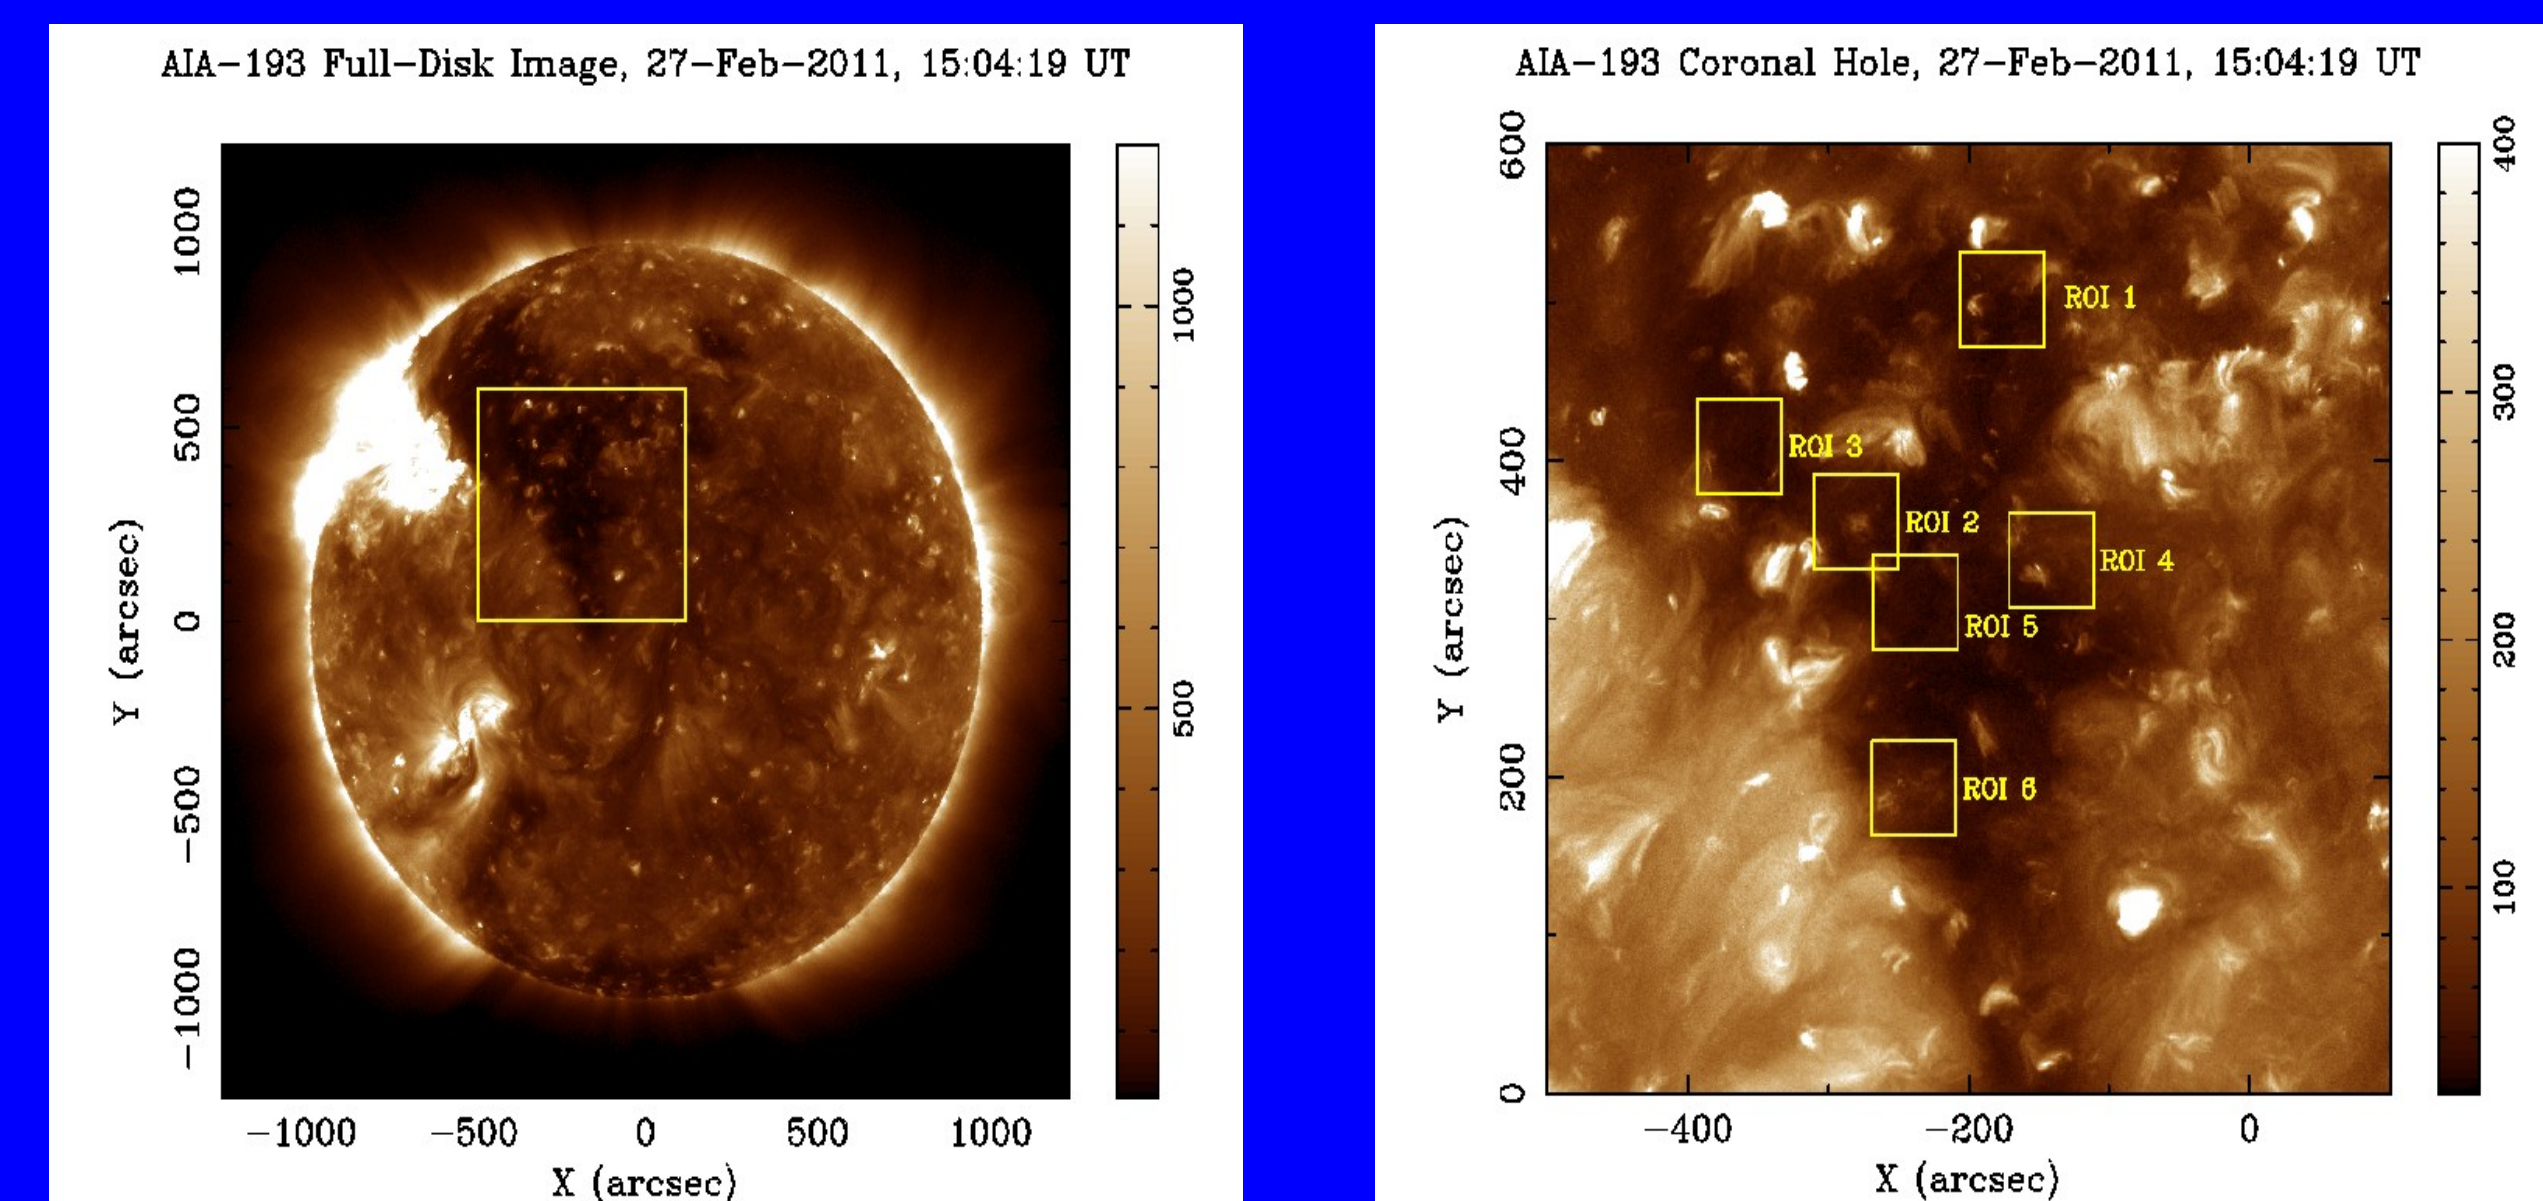 AIA-193 Full-Disk Image, 27-Feb-2011, 15:04:19 UT
1000
500
0
-500
-1000
Y (arcsec)
-1000 -500 0 500 1000
X (arcsec)
1000
500
AIA-193 Coronal Hole, 27-Feb-2011, 15:04:19 UT
600
400
200
0
Y (arcsec)
ROI 1
ROI 3
ROI 2
ROI 4
ROI 5
ROI 6
-400 -200 0
X (arcsec)
400
300
200
100